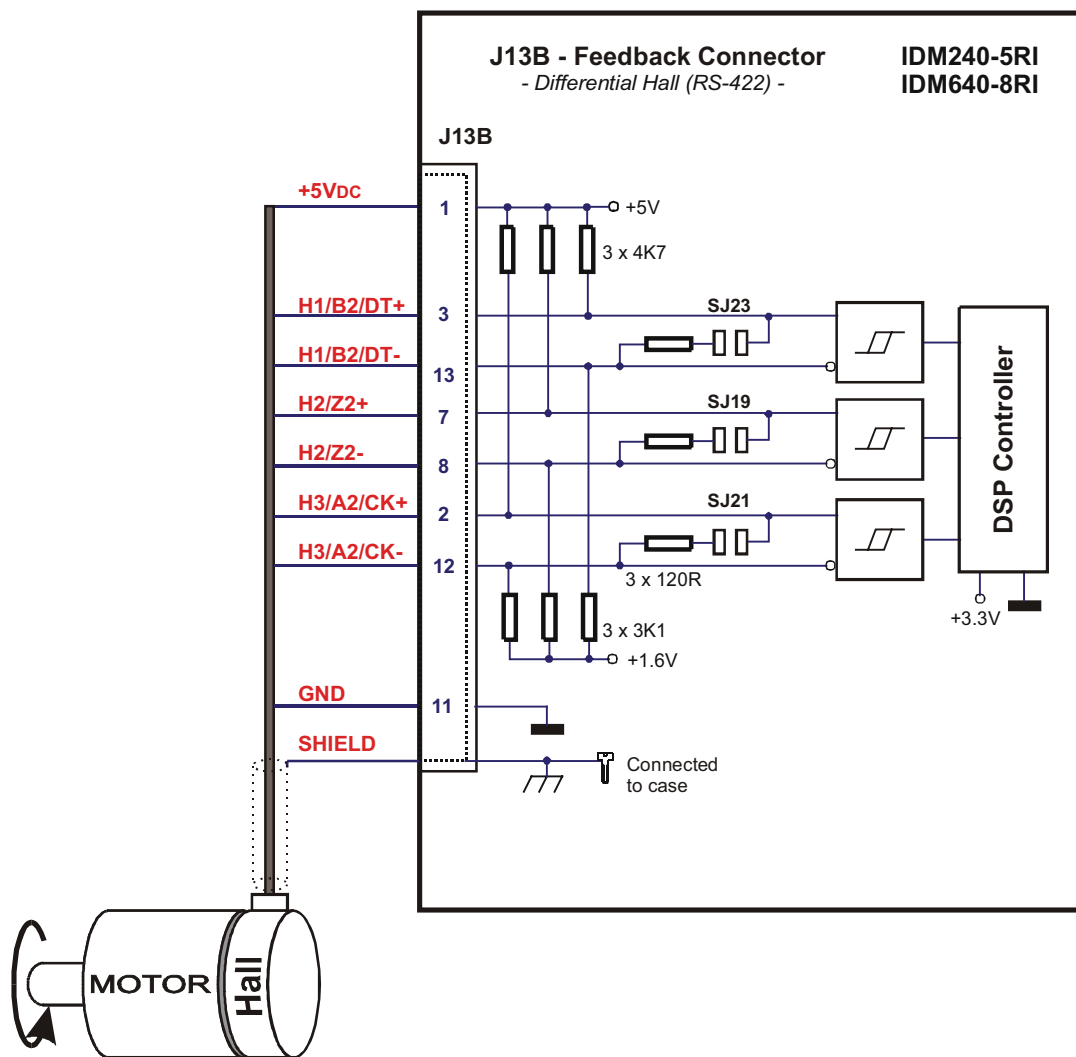 J13B - Feedback Connector
- Differential Hall (RS-422) -
IDM240-5RI
IDM640-8RI
J13B
+5VDC
1
+5V
3 x 4K7
H1/B2/DT+
3
SJ23
H1/B2/DT-
13
H2/Z2+
7
SJ19
H2/Z2-
8
H3/A2/CK+
2
SJ21
H3/A2/CK-
12
3 x 120R
DSP Controller
+3.3V
3 x 3K1
+1.6V
GND
11
SHIELD
Connected
to case
MOTOR
Hall